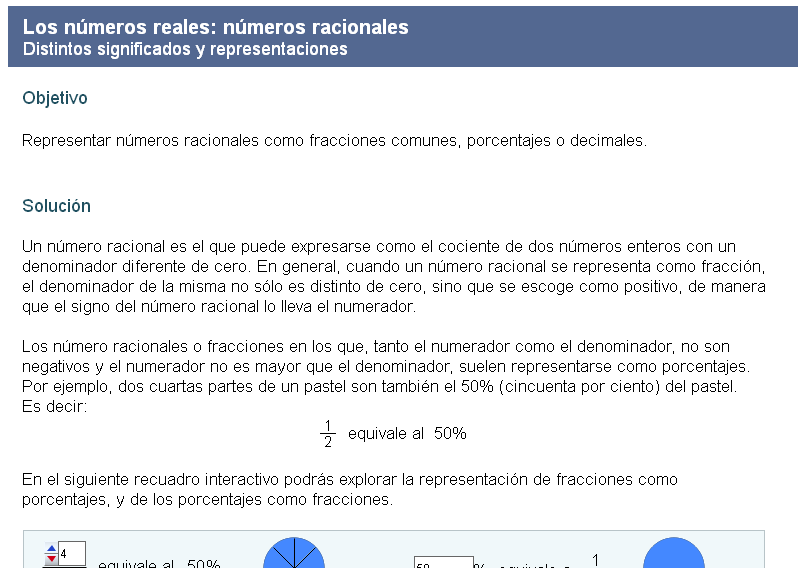 Los números reales: números racionales
Distintos significados y representaciones
Objetivo
Representar números racionales como fracciones comunes, porcentajes o decimales.
Solución
Un número racional es el que puede expresarse como el cociente de dos números enteros con un
denominador diferente de cero. En general, cuando un número racional se representa como fracción,
el denominador de la misma no sólo es distinto de cero, sino que se escoge como positivo, de manera
que el signo del número racional lo lleva el numerador.
Los número racionales o fracciones en los que, tanto el numerador como el denominador, no son
negativos y el numerador no es mayor que el denominador, suelen representarse como porcentajes.
Por ejemplo, dos cuartas partes de un pastel son también el 50% (cincuenta por ciento) del pastel.
Es decir:
1
2 equivale al 50%
En el siguiente recuadro interactivo podrás explorar la representación de fracciones como
porcentajes, y de los porcentajes como fracciones.
4
equivale al 50%
50 % equivale a 1